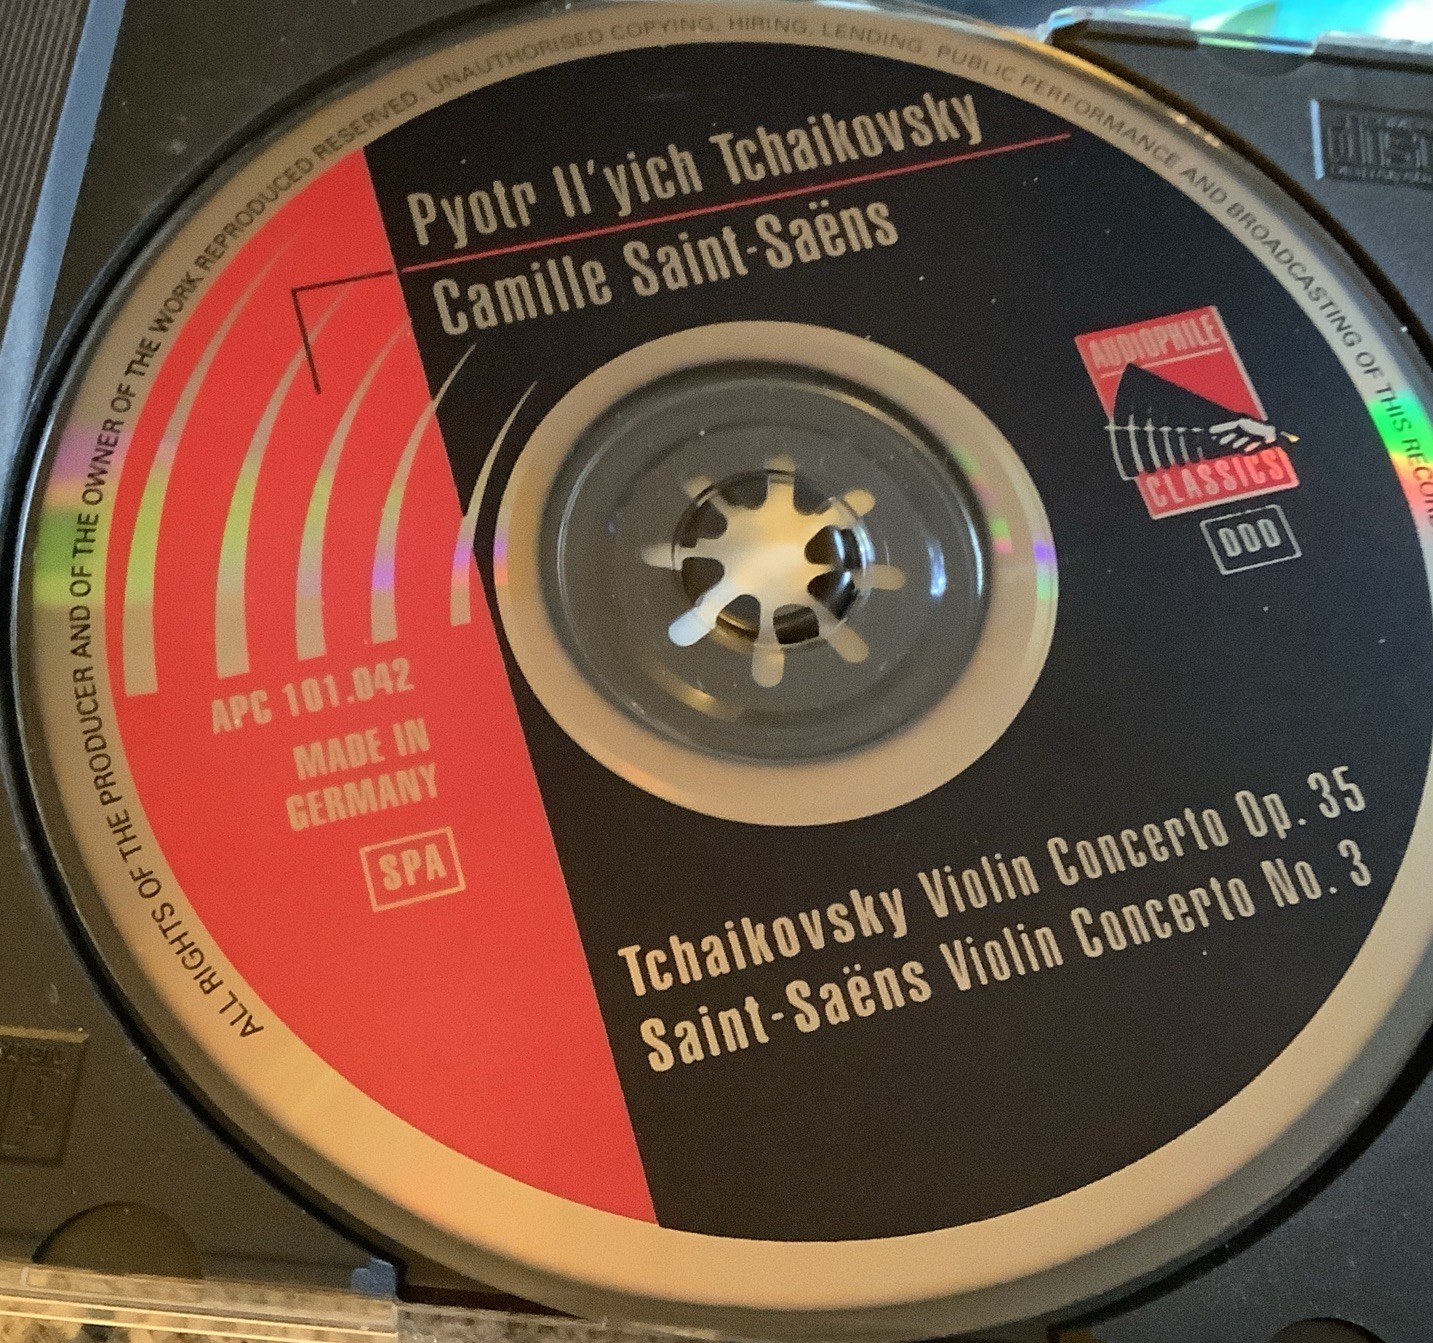 ALL RIGHTS OF THE PRODUCER AND OF THE OWNER OF THE WORK REPRODUCED RESERVED. UNAUTHORISED COPYING, HIRING, LENDING, PUBLIC PERFORMANCE AND BROADCASTING OF THIS
Pyotr Il'yich Tchaikovsky
Camille Saint-Saëns
AUDIOPHILE
CLASSICS
DDD
APC 101.042
MADE IN
GERMANY
SPA
Tchaikovsky Violin Concerto Op. 35
Saint-Saëns Violin Concerto No. 3